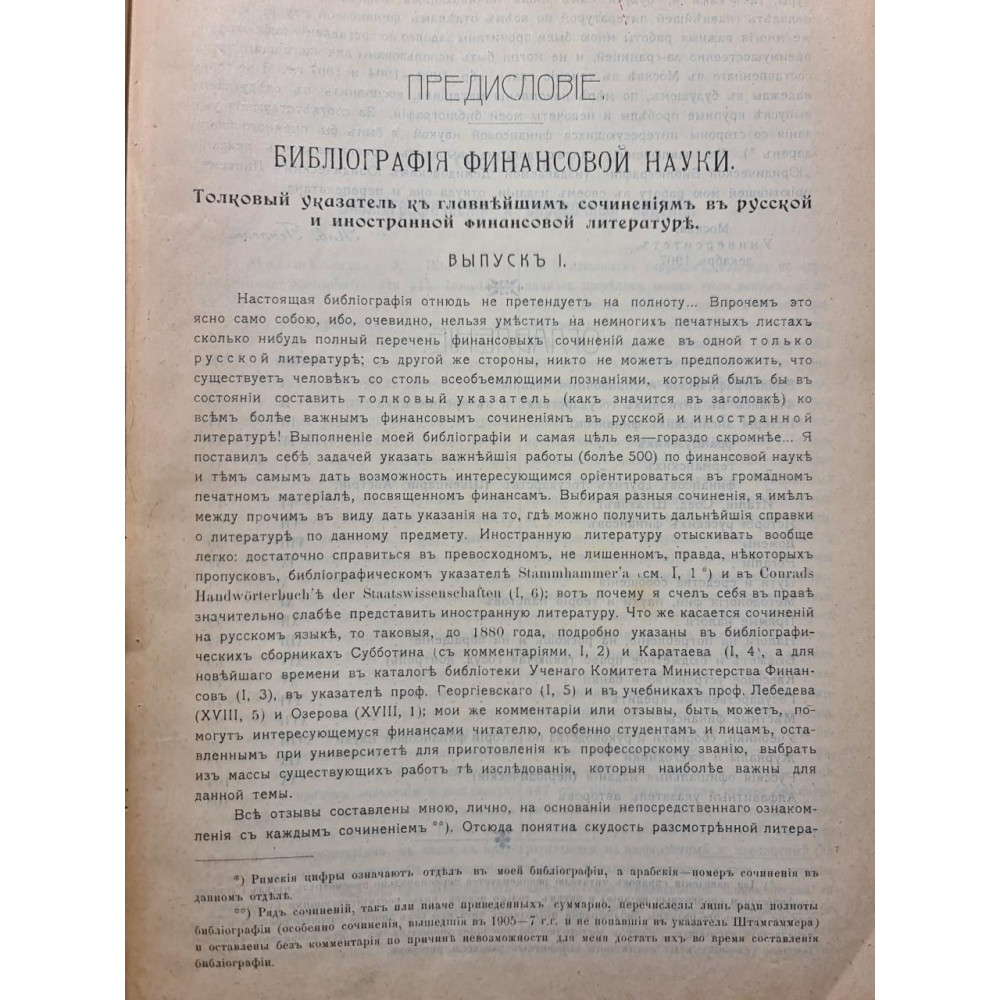 ПРЕДИСЛОВІЕ.
БИБЛІОГРАФІЯ ФИНАНСОВОЙ НАУКИ.
Толковый указатель къ главнѣйшимъ сочиненіямъ въ русской
и иностранной финансовой литературѣ.
ВЫПУСКЪ I.
Настоящая библіографія отнюдь не претендуетъ на полноту... Впрочемъ это
ясно само собою, ибо, очевидно, нельзя умѣстить на немногихъ печатныхъ листахъ
сколько нибудь полный перечень финансовыхъ сочиненій даже въ одной только
русской литературѣ; съ другой же стороны, никто не можетъ предположить, что
существуетъ человѣкъ со столь всеобъемлющими познаніями, который былъ бы въ
состояніи составить толковый указатель (какъ значится въ заголовкѣ) ко
всѣмъ болѣе важнымъ финансовымъ сочиненіямъ въ русской и иностранной
литературѣ! Выполненіе моей библіографіи и самая цѣль ея—гораздо скромнѣе... Я
поставилъ себѣ задачей указать важнѣйшія работы (болѣе 500) по финансовой наукѣ
и тѣмъ самымъ дать возможность интересующимся оріентироваться въ громадномъ
печатномъ матеріалѣ, посвященномъ финансамъ. Выбирая разныя сочиненія, я имѣлъ
между прочимъ въ виду дать указанія на то, гдѣ можно получить дальнѣйшія справки
о литературѣ по данному предмету. Иностранную литературу отыскивать вообще
легко: достаточно справиться въ превосходномъ, не лишенномъ, правда, нѣкоторыхъ
пропусковъ, библіографическомъ указателѣ Stammhammer'а (см. I, 1 *) и въ Conrads
Handwörterbuch'ѣ der Staatswissenschaften (I, 6); вотъ почему я счелъ себя въ правѣ
значительно слабѣе представить иностранную литературу. Что же касается сочиненій
на русскомъ языкѣ, то таковыя, до 1880 года, подробно указаны въ библіографи-
ческихъ сборникахъ Субботина (съ комментаріями. I, 2) и Каратаева (I, 4), а для
новѣйшаго времени въ каталогѣ библіотеки Ученаго Комитета Министерства Финан-
совъ (I, 3), въ указателѣ проф. Георгіевскаго (I, 5) и въ учебникахъ проф. Лебедева
(XVIII, 5) и Озерова (XVIII, 1); мои же комментаріи или отзывы, быть можетъ, по-
могутъ интересующемуся финансами читателю, особенно студентамъ и лицамъ, оста-
вленнымъ при университетѣ для приготовленія къ профессорскому званію, выбрать
изъ массы существующихъ работъ тѣ изслѣдованія, которыя наиболѣе важны для
данной темы.
Всѣ отзывы составлены мною, лично, на основаніи непосредственнаго ознаком-
ленія съ каждымъ сочиненіемъ **). Отсюда понятна скудость разсмотрѣнной литера-
*) Римскія цифры означаютъ отдѣлъ въ моей библіографіи, а арабскія—номеръ сочиненія въ
данномъ отдѣлѣ.
**) Рядъ сочиненій, такъ или иначе приведенныхъ суммарно, перечислены лишь ради полноты
библіографіи (особенно сочиненія, вышедшія въ 1905—7 г.г. и не попавшія въ указатель Штамгаммера)
и оставлены безъ комментарія по причинѣ невозможности для меня достать ихъ во время составленія
библіографіи.